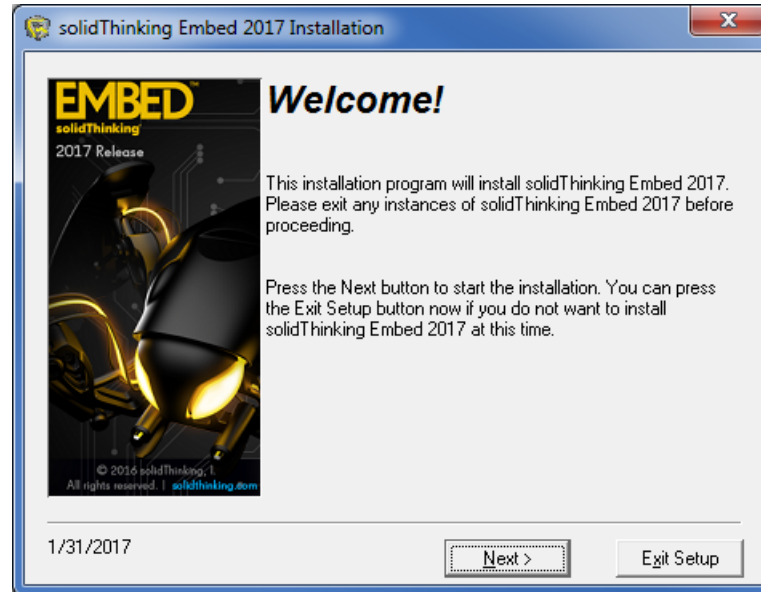 solidThinking Embed 2017 Installation
EMBED™
solidThinking
2017 Release
Welcome!
This installation program will install solidThinking Embed 2017.
Please exit any instances of solidThinking Embed 2017 before
proceeding.
Press the Next button to start the installation. You can press
the Exit Setup button now if you do not want to install
solidThinking Embed 2017 at this time.
© 2016 solidThinking, I.
All rights reserved. | solidthinking.com
1/31/2017
Next >
Exit Setup